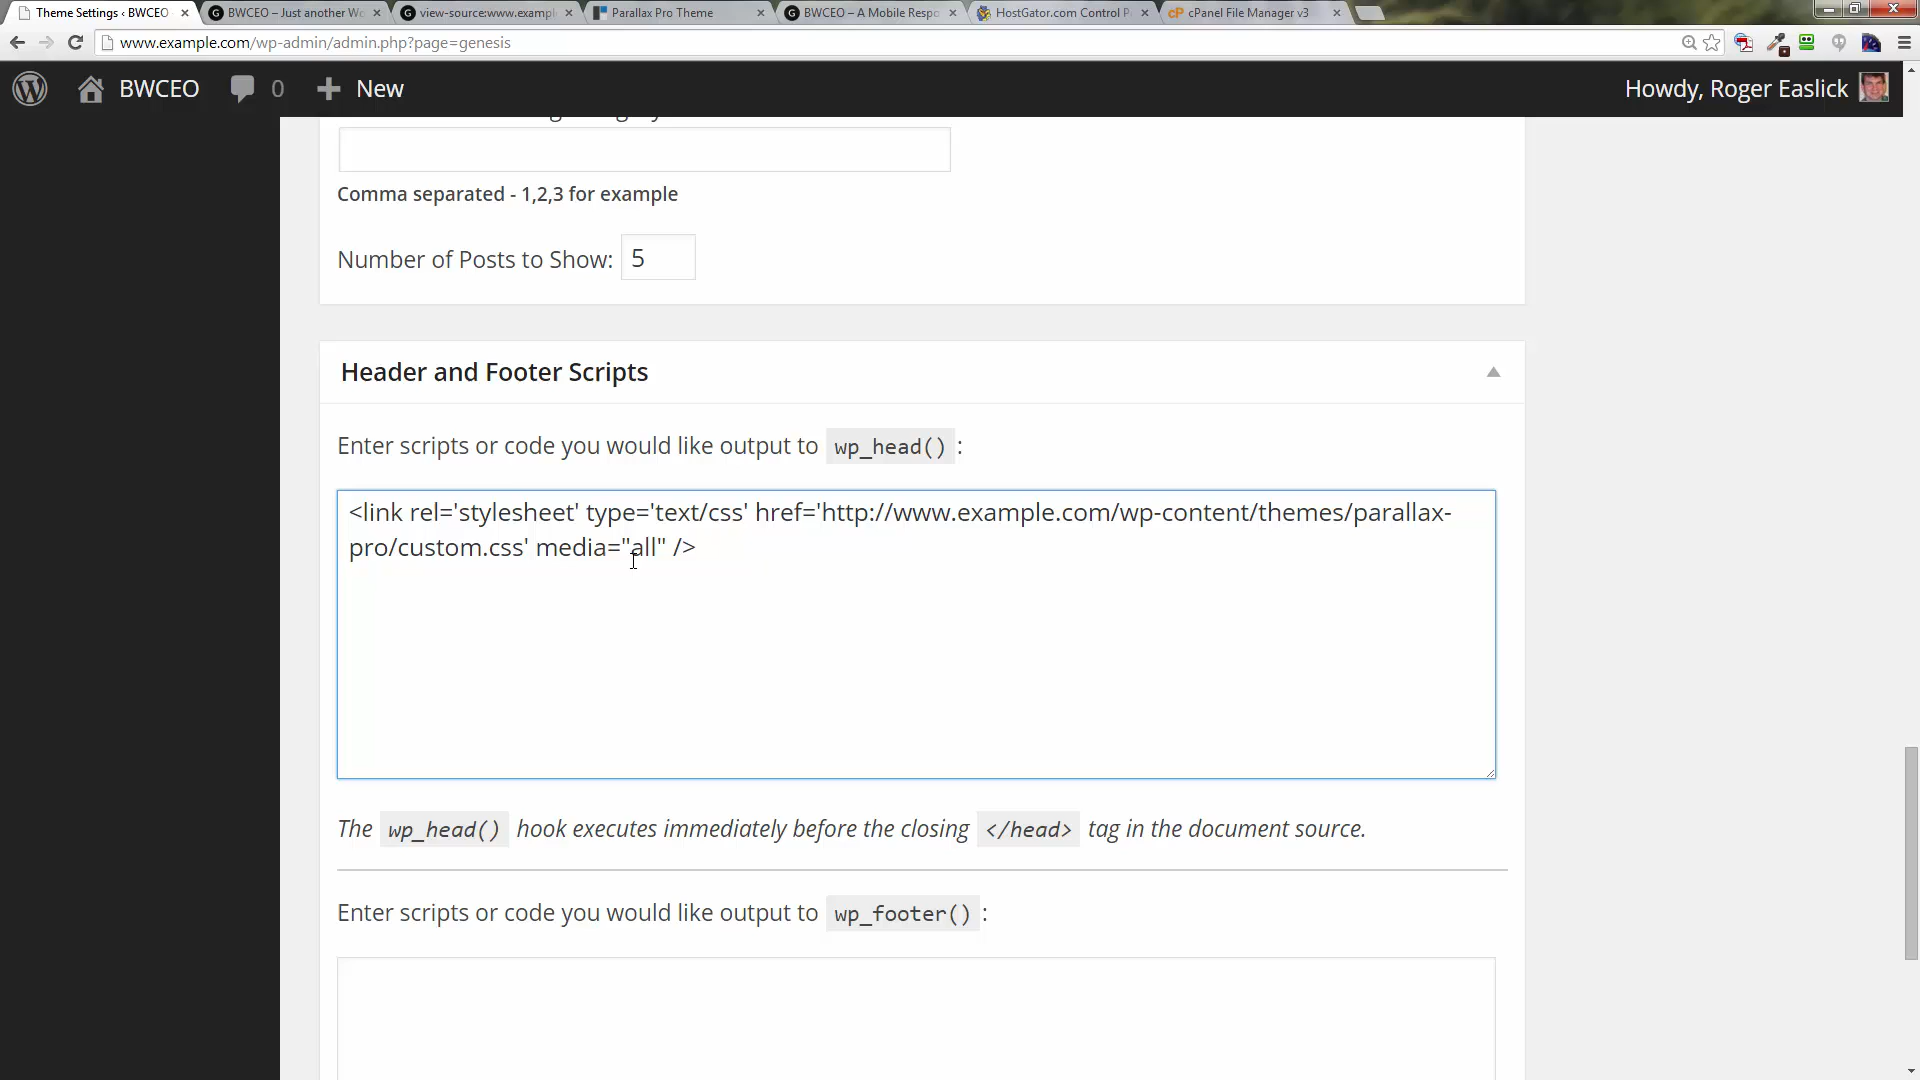 Theme Settings ‹ BWCEO
BWCEO – Just another Wo
view-source:www.exampl
Parallax Pro Theme
BWCEO – A Mobile Respo
HostGator.com Control P
cPanel File Manager v3
www.example.com/wp-admin/admin.php?page=genesis
BWCEO
0
New
Howdy, Roger Easlick
Comma separated - 1,2,3 for example
Number of Posts to Show: 5
Header and Footer Scripts
Enter scripts or code you would like output to wp_head() :
<link rel='stylesheet' type='text/css' href='http://www.example.com/wp-content/themes/parallax-
pro/custom.css' media="all" />
The wp_head() hook executes immediately before the closing </head> tag in the document source.
Enter scripts or code you would like output to wp_footer() :